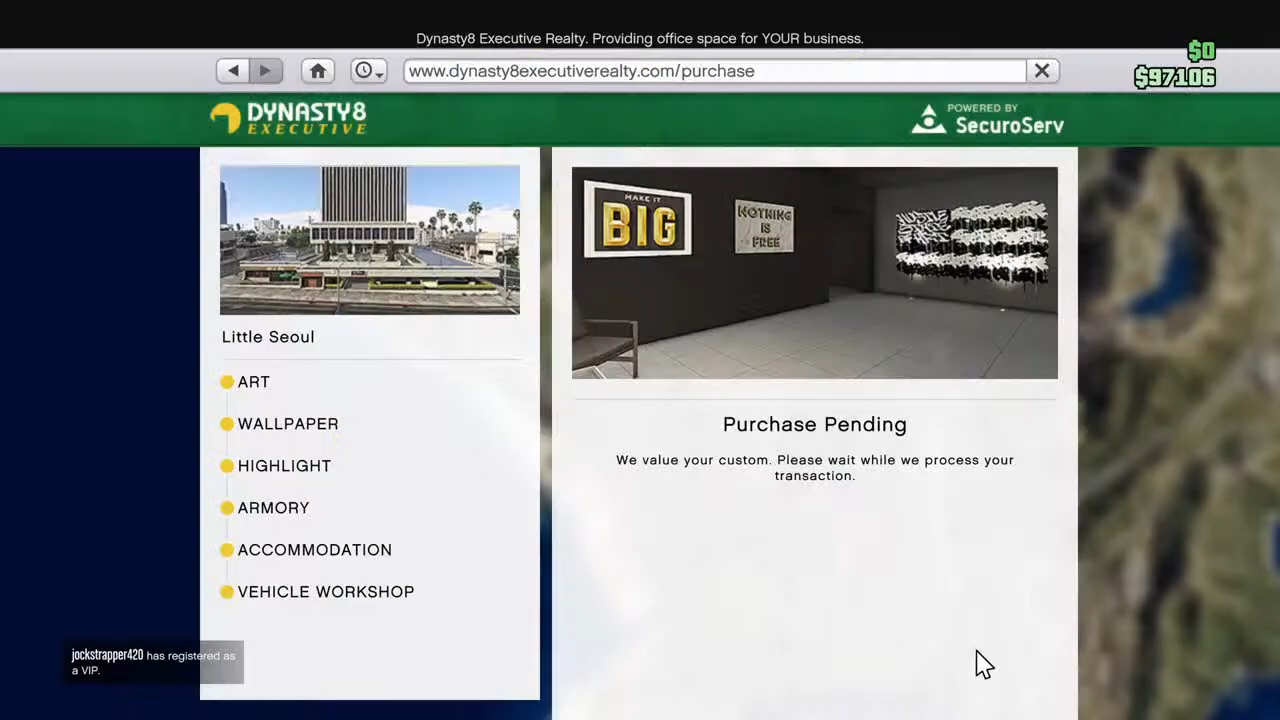 Dynasty8 Executive Realty. Providing office space for YOUR business.
$0
$97106
www.dynasty8executiverealty.com/purchase
DYNASTY8
EXECUTIVE
POWERED BY
SecuroServ
MAKE IT
BIG
NOTHING
IS
FREE
Little Seoul
ART
WALLPAPER
HIGHLIGHT
ARMORY
ACCOMMODATION
VEHICLE WORKSHOP
Purchase Pending
We value your custom. Please wait while we process your
transaction.
jockstrapper420 has registered as
a VIP.